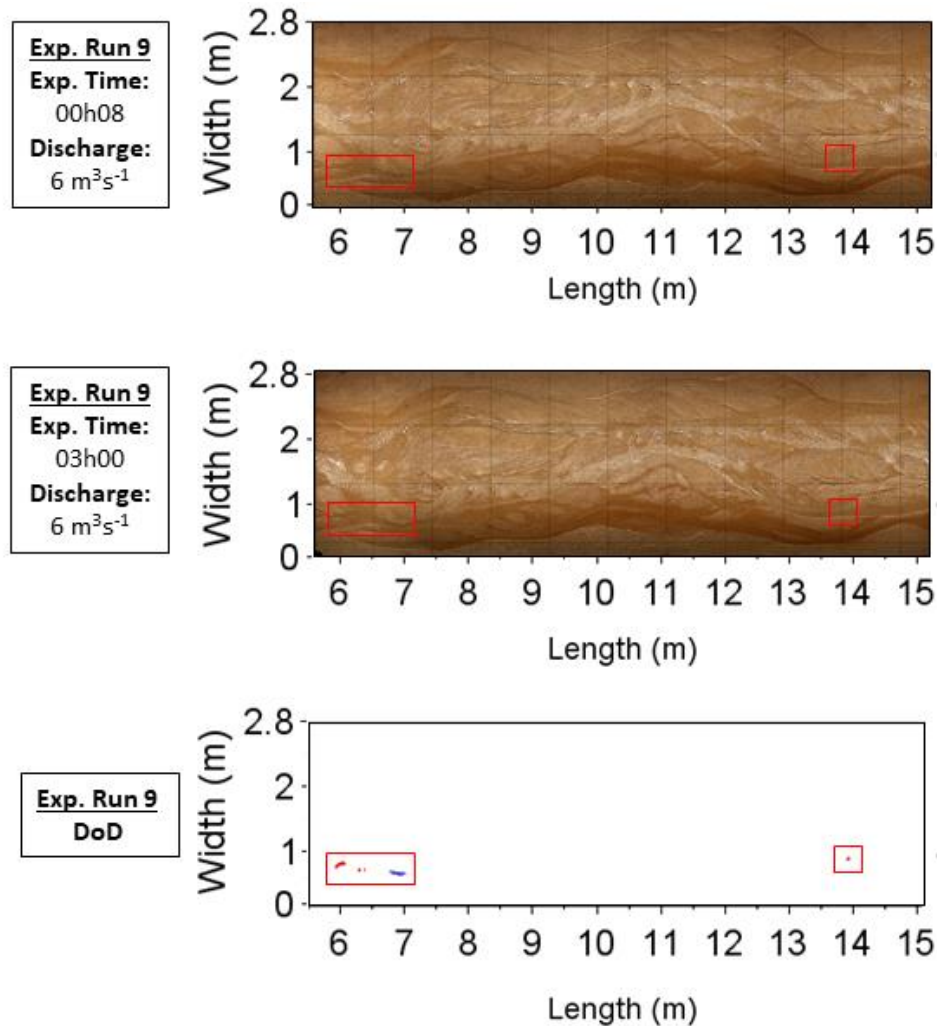 Exp. Run 9
Exp. Time:
00h08
Discharge:
6 m³s⁻¹
Width (m)
2.8
2
1
0
6 7 8 9 10 11 12 13 14 15
Length (m)
Exp. Run 9
Exp. Time:
03h00
Discharge:
6 m³s⁻¹
Width (m)
2.8
2
1
0
6 7 8 9 10 11 12 13 14 15
Length (m)
Exp. Run 9
DoD
Width (m)
2.8
2
1
0
6 7 8 9 10 11 12 13 14 15
Length (m)